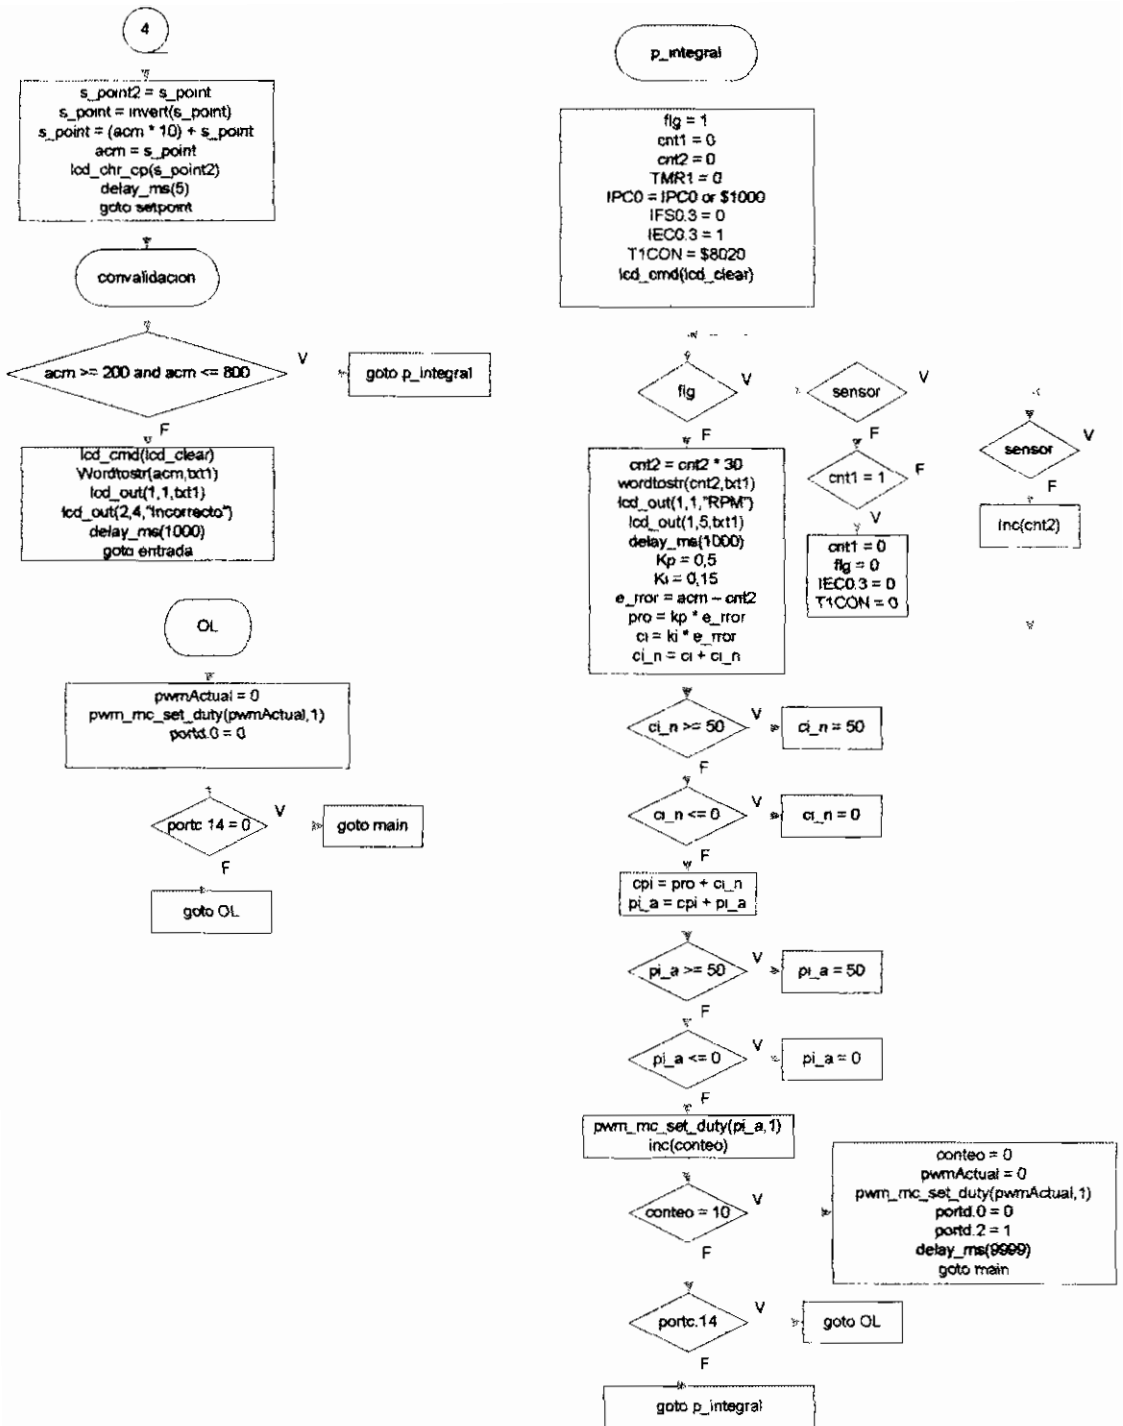 4
s_point2 = s_point
s_point = invert(s_point)
s_point = (acm * 10) + s_point
acm = s_point
lcd_chr_cp(s_point2)
delay_ms(5)
goto setpoint
convalidacion
acm >= 200 and acm <= 800
V
goto p_integral
F
lcd_cmd(lcd_clear)
Wordtostr(acm,txt1)
lcd_out(1,1,txt1)
lcd_out(2,4,"Incorrecto")
delay_ms(1000)
goto entrada
OL
pwmActual = 0
pwm_mc_set_duty(pwmActual,1)
portd.0 = 0
portc 14 = 0
V
goto main
F
goto OL
p_integral
flg = 1
cnt1 = 0
cnt2 = 0
TMR1 = 0
IPC0 = IPC0 or $1000
IFS0.3 = 0
IEC0.3 = 1
T1CON = $8020
lcd_cmd(lcd_clear)
flg
V
F
sensor
V
F
cnt1 = 1
F
V
cnt1 = 0
flg = 0
IEC0.3 = 0
T1CON = 0
sensor
V
F
inc(cnt2)
cnt2 = cnt2 * 30
wordtostr(cnt2,txt1)
lcd_out(1,1,"RPM")
lcd_out(1,5,txt1)
delay_ms(1000)
Kp = 0,5
Ki = 0,15
e_rror = acm – cnt2
pro = kp * e_rror
ci = ki * e_rror
ci_n = ci + ci_n
ci_n >= 50
V
ci_n = 50
F
ci_n <= 0
V
ci_n = 0
F
cpi = pro + ci_n
pi_a = cpi + pi_a
pi_a >= 50
V
pi_a = 50
F
pi_a <= 0
V
pi_a = 0
F
pwm_mc_set_duty(pi_a,1)
inc(conteo)
conteo = 10
V
F
conteo = 0
pwmActual = 0
pwm_mc_set_duty(pwmActual,1)
portd.0 = 0
portd.2 = 1
delay_ms(9999)
goto main
portc.14
V
goto OL
F
goto p_integral